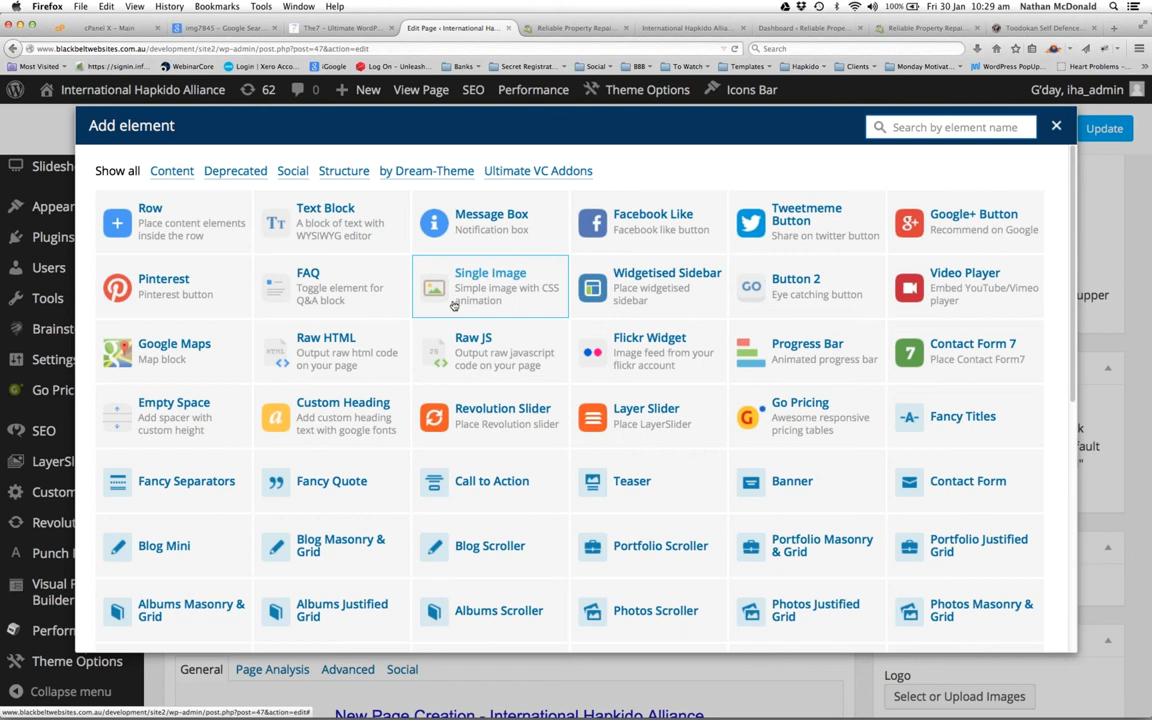 Firefox File Edit View History Bookmarks Tools Window Help 100% Fri 30 Jan 10:29 am Nathan McDonald
cPanel X – Main img7845 – Google Sear... The7 – Ultimate WordP... Edit Page ‹ International Ha... Reliable Property Repai... International Hapkido Alli... Dashboard ‹ Reliable Prope... Reliable Property Repai... Toodokan Self Defence...
www.blackbeltwebsites.com.au/development/site2/wp-admin/post.php?post=47&action=edit Search
Most Visited https://signin.inf... WebinarCore Login | Xero Acco... iGoogle Log On – Unleash... Banks Secret Registrat... Social BBB To Watch Templates Hapkido Clients Monday Motivat... WordPress PopUp... Heart Problems –...
International Hapkido Alliance 62 0 New View Page SEO Performance Theme Options Icons Bar G'day, iha_admin
Add element Search by element name Update
Show all Content Deprecated Social Structure by Dream-Theme Ultimate VC Addons
Slidesh
Appear
Plugins
Users
Tools
Brainst
Settings
Go Pric
SEO
LayerSl
Custom
Revolu
Punch
Visual P
Builder
Perform
Theme Options
Collapse menu
Row
Place content elements
inside the row
Text Block
A block of text with
WYSIWYG editor
Message Box
Notification box
Facebook Like
Facebook like button
Tweetmeme
Button
Share on twitter button
Google+ Button
Recommend on Google
Pinterest
Pinterest button
FAQ
Toggle element for
Q&A block
Single Image
Simple image with CSS
animation
Widgetised Sidebar
Place widgetised
sidebar
Button 2
Eye catching button
Video Player
Embed YouTube/Vimeo
player
Google Maps
Map block
Raw HTML
Output raw html code
on your page
Raw JS
Output raw javascript
code on your page
Flickr Widget
Image feed from your
flickr account
Progress Bar
Animated progress bar
Contact Form 7
Place Contact Form7
Empty Space
Add spacer with
custom height
Custom Heading
Add custom heading
text with google fonts
Revolution Slider
Place Revolution slider
Layer Slider
Place LayerSlider
Go Pricing
Awesome responsive
pricing tables
Fancy Titles
Fancy Separators
Fancy Quote
Call to Action
Teaser
Banner
Contact Form
Blog Mini
Blog Masonry &
Grid
Blog Scroller
Portfolio Scroller
Portfolio Masonry
& Grid
Portfolio Justified
Grid
Albums Masonry &
Grid
Albums Justified
Grid
Albums Scroller
Photos Scroller
Photos Justified
Grid
Photos Masonry &
Grid
upper
k
fault
"
General Page Analysis Advanced Social
New Page Creation - International Hapkido Alliance
Logo
Select or Upload Images
www.blackbeltwebsites.com.au/development/site2/wp-admin/post.php?post=47&action=edit#